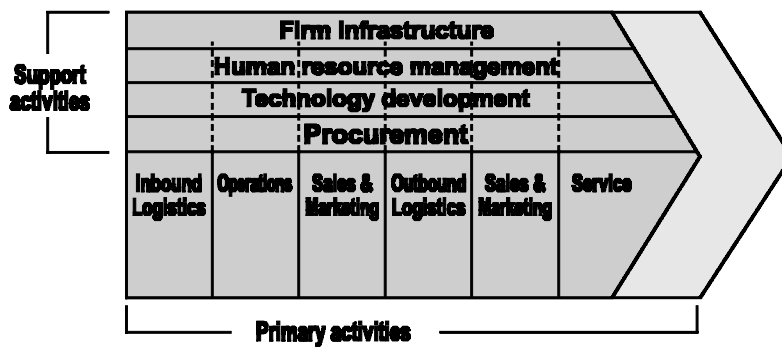 Firm infrastructure
Human resource management
Support
activities
Technology development
Procurement
Inbound
Logistics
Operations
Sales &
Marketing
Outbound
Logistics
Sales &
Marketing
Service
Primary activities